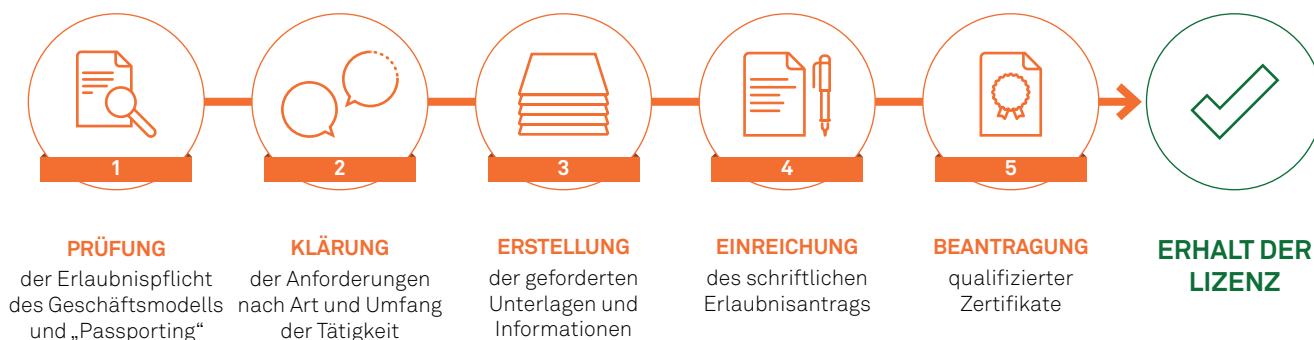 1
2
3
4
5
PRÜFUNG
der Erlaubnispflicht
des Geschäftsmodells
und „Passporting“
KLÄRUNG
der Anforderungen
nach Art und Umfang
der Tätigkeit
ERSTELLUNG
der geforderten
Unterlagen und
Informationen
EINREICHUNG
des schriftlichen
Erlaubnisantrags
BEANTRAGUNG
qualifizierter
Zertifikate
ERHALT DER
LIZENZ